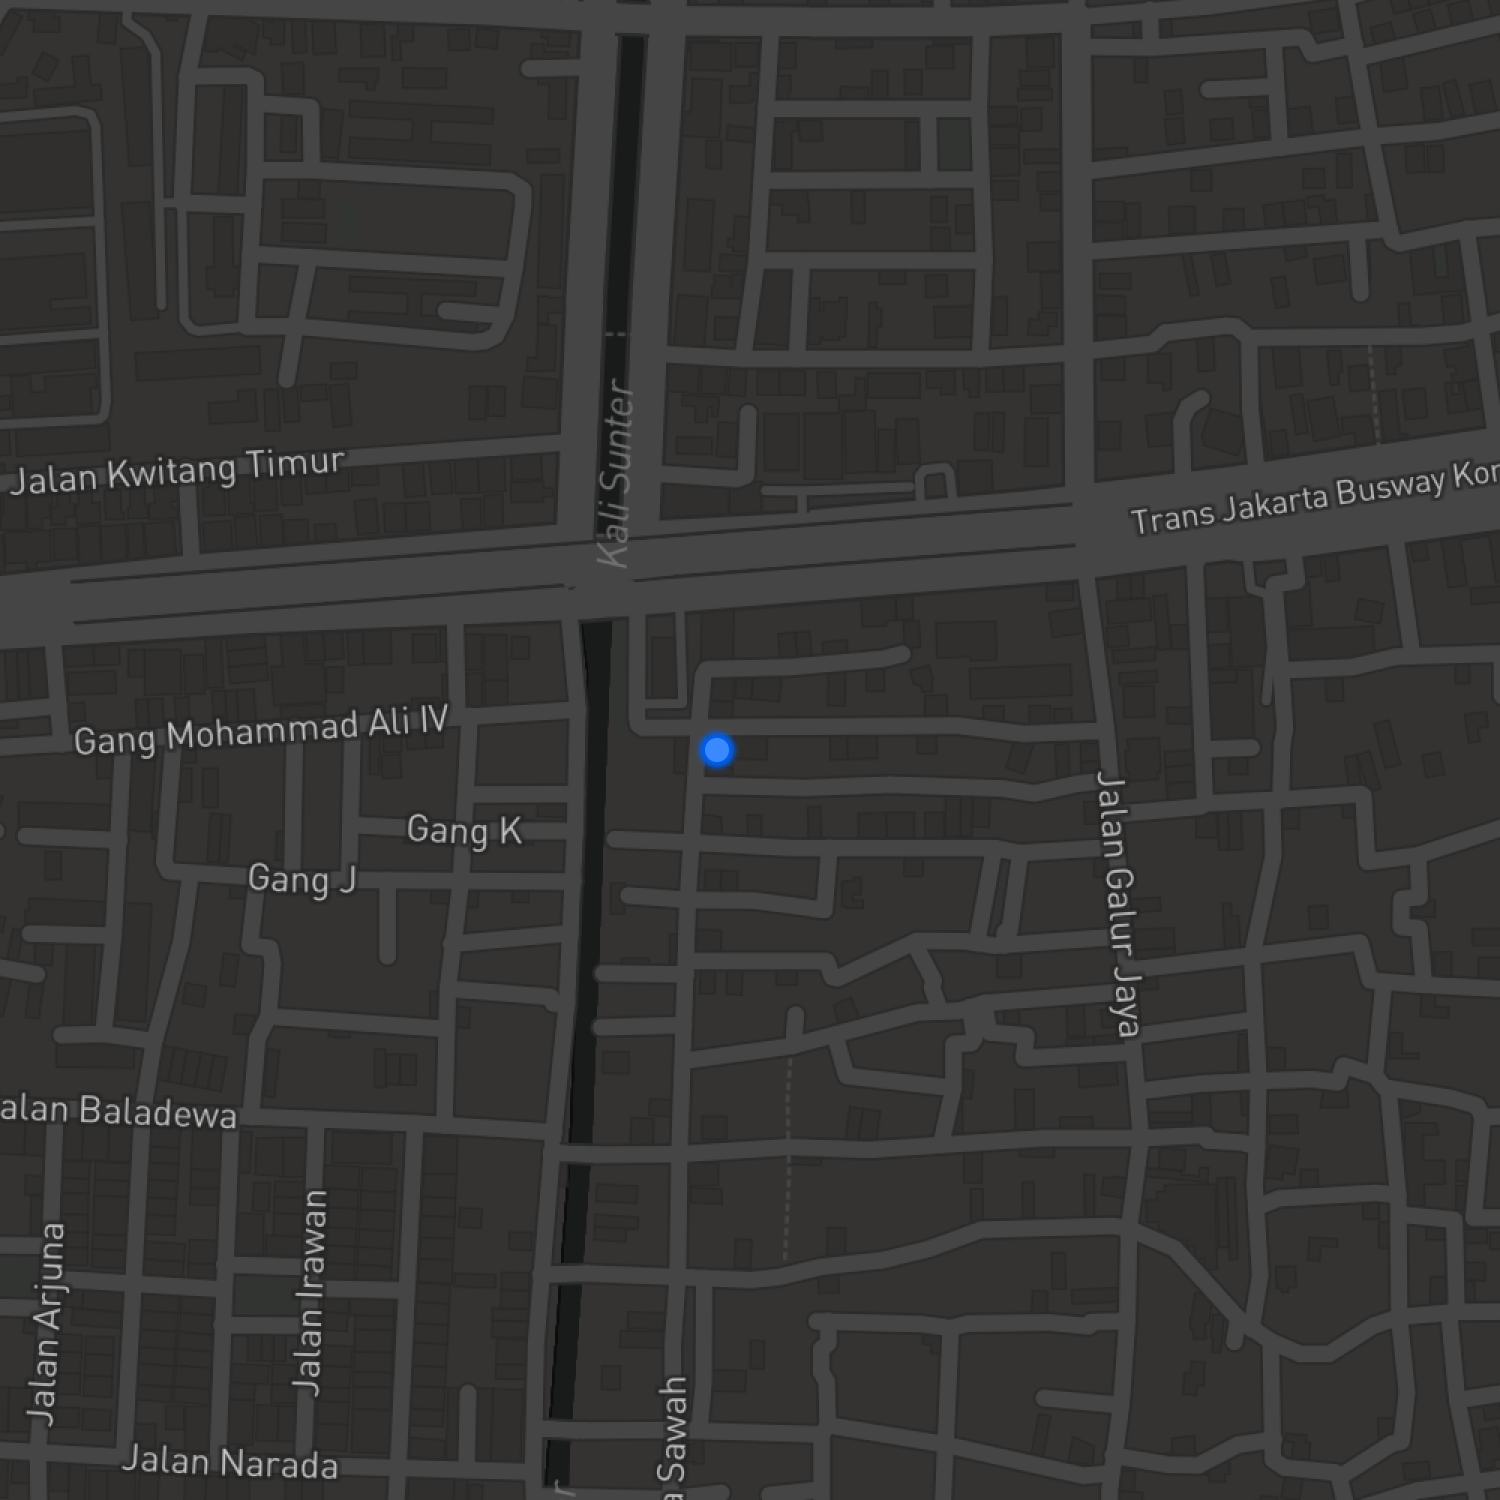 Kali Sunter
Jalan Kwitang Timur
Trans Jakarta Busway Kor
Gang Mohammad Ali IV
Gang K
Jalan Galur Jaya
Gang J
alan Baladewa
Jalan Arjuna
Jalan Irawan
a Sawah
Jalan Narada
r